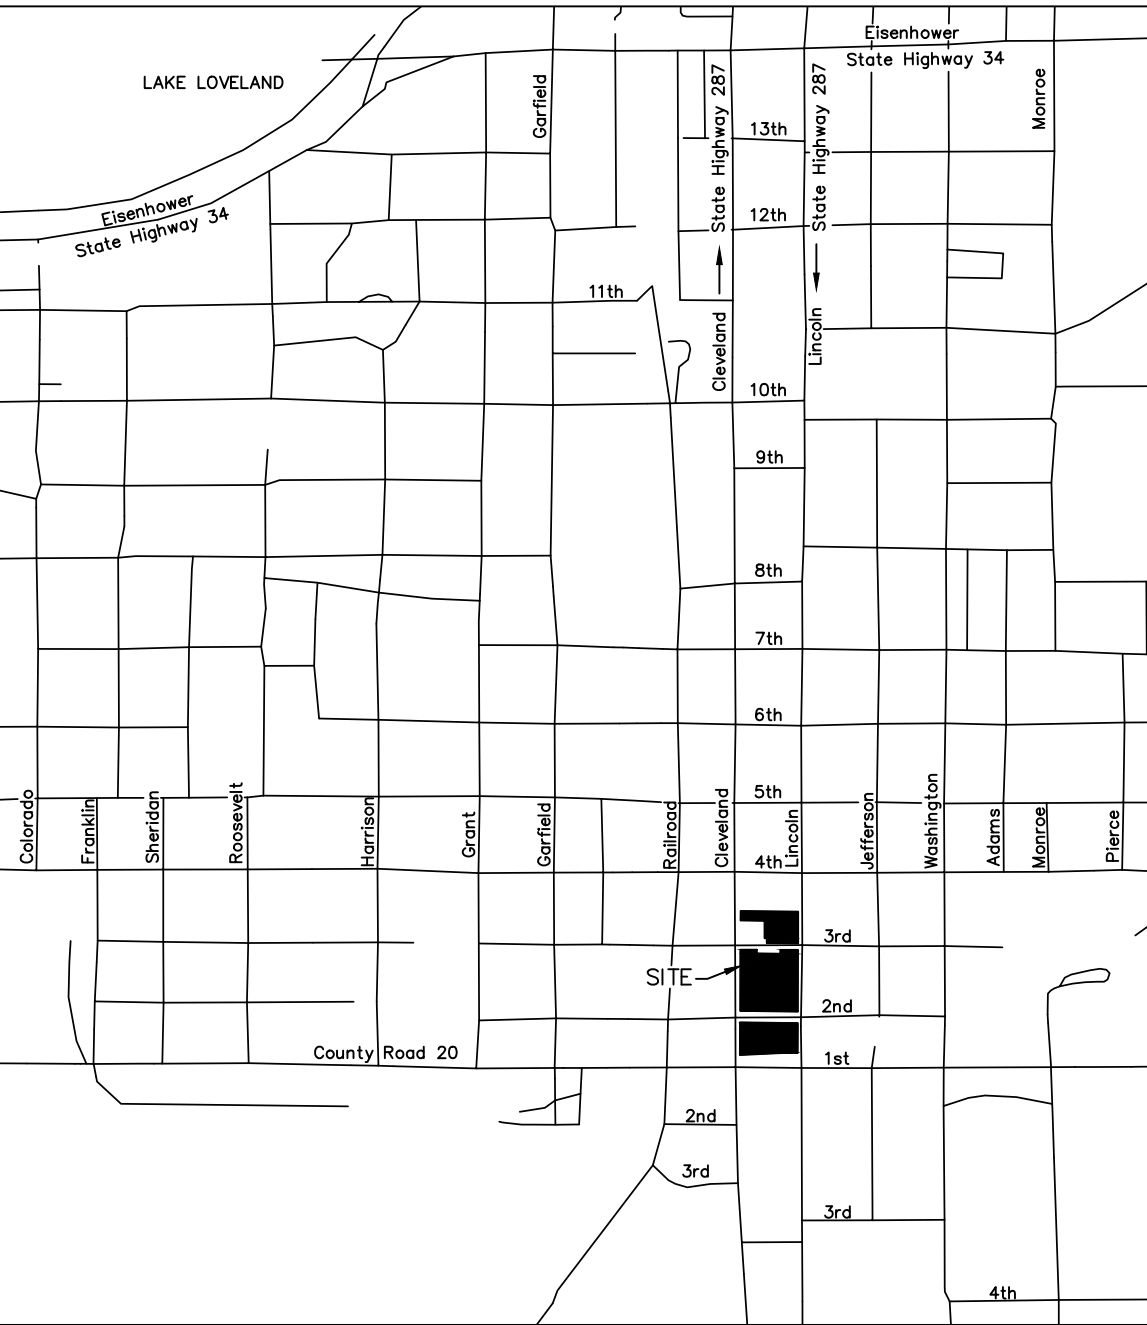 Eisenhower
State Highway 34
LAKE LOVELAND
Garfield
State Highway 287
State Highway 287
Monroe
13th
12th
Eisenhower
State Highway 34
11th
Cleveland
Lincoln
10th
9th
8th
7th
6th
5th
Colorado
Franklin
Sheridan
Roosevelt
Harrison
Grant
Garfield
Railroad
Cleveland
4th
Lincoln
Jefferson
Washington
Adams
Monroe
Pierce
3rd
SITE
2nd
County Road 20
1st
2nd
3rd
3rd
4th